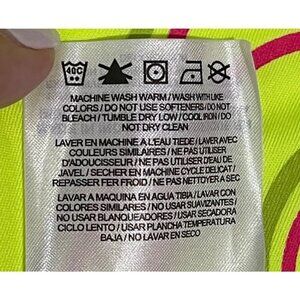 40C
MACHINE WASH WARM / WASH WITH LIKE
COLORS / DO NOT USE SOFTENERS / DO NOT
BLEACH / TUMBLE DRY LOW / COOL IRON / DO
NOT DRY CLEAN
LAVER EN MACHINE A L'EAU TIEDE / LAVER AVEC
COULEURS SIMILAIRES / NE PAS UTILISER
D'ADOUCISSEUR / NE PAS UTILISER D'EAU DE
JAVEL / SECHER EN MACHINE CYCLE DELICAT /
REPASSER FER FROID / NE PAS NETTOYER A SEC
LAVAR A MAQUINA EN AGUA TIBIA / LAVAR CON
COLORES SIMILARES / NO USAR SUAVIZANTES /
NO USAR BLANQUEADORES / USAR SECADORA
CICLO LENTO / USAR PLANCHA TEMPERATURA
BAJA / NO LAVAR EN SECO